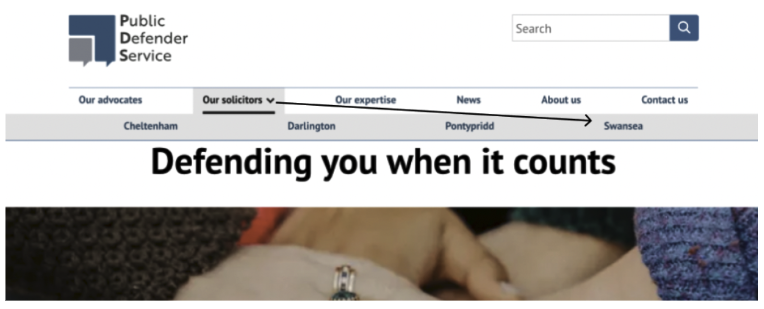 Public
Defender
Service
Search
Our advocates Our solicitors Our expertise News About us Contact us
Cheltenham Darlington Pontypridd Swansea
Defending you when it counts